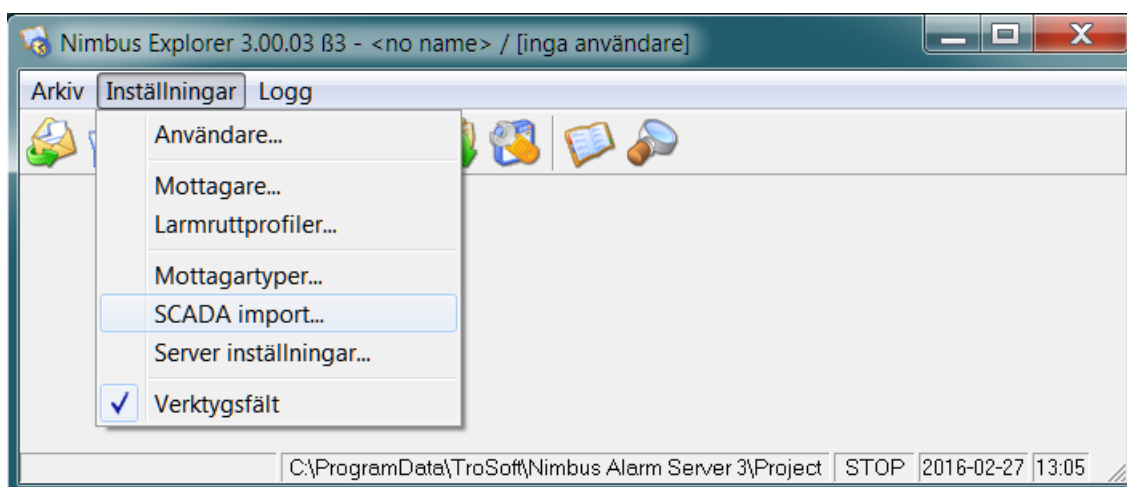 Nimbus Explorer 3.00.03 ß3 - <no name> / [inga användare]
Arkiv Inställningar Logg
Användare...
Mottagare...
Larmruttprofiler...
Mottagartyper...
SCADA import...
Server inställningar...
Verktygsfält
C:\ProgramData\TroSoft\Nimbus Alarm Server 3\Project STOP 2016-02-27 13:05